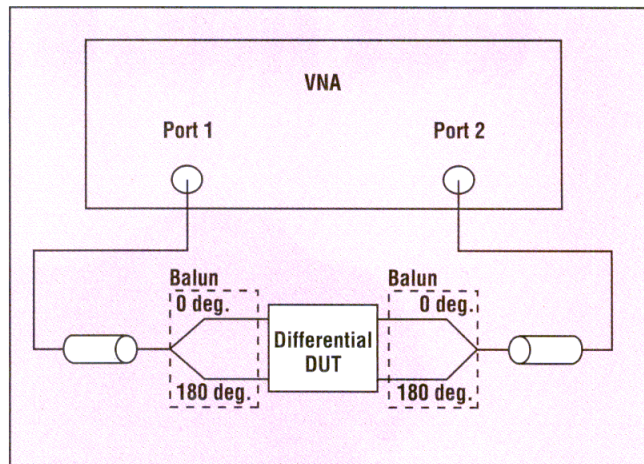 VNA
Port 1
Port 2
Balun
0 deg.
180 deg.
Differential
DUT
Balun
0 deg.
180 deg.